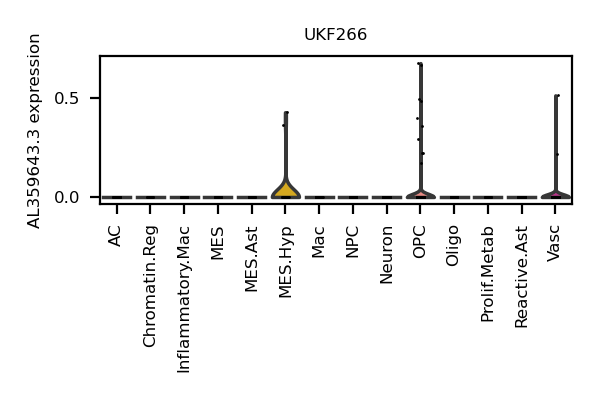 UKF266
AL359643.3 expression
0.5
0.0
AC
Chromatin.Reg
Inflammatory.Mac
MES
MES.Ast
MES.Hyp
Mac
NPC
Neuron
OPC
Oligo
Prolif.Metab
Reactive.Ast
Vasc